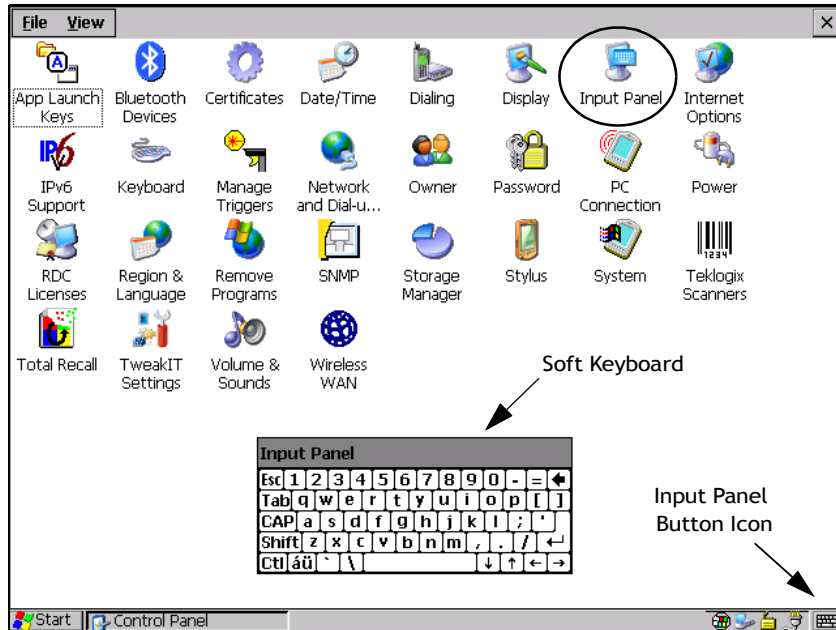 File View
App Launch Keys
Bluetooth Devices
Certificates
Date/Time
Dialing
Display
Input Panel
Internet Options
IPv6 Support
Keyboard
Manage Triggers
Network and Dial-u...
Owner
Password
PC Connection
Power
RDC Licenses
Region & Language
Remove Programs
SNMP
Storage Manager
Stylus
System
Teklogix Scanners
Total Recall
TweakIT Settings
Volume & Sounds
Wireless WAN
Soft Keyboard
Input Panel
Esc 1 2 3 4 5 6 7 8 9 0 - =
Tab q w e r t y u i o p [ ]
CAP a s d f g h j k l ; '
Shift z x c v b n m , . /
Ctl áü ` \ ↓ ↑ ← →
Input Panel
Button Icon
Start Control Panel